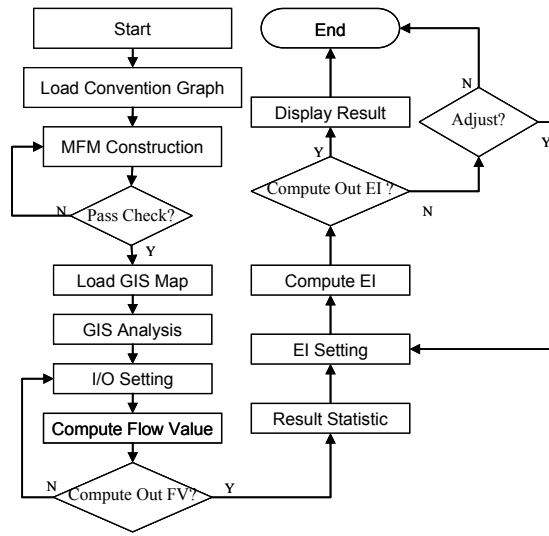 Start
Load Convention Graph
MFM Construction
Pass Check?
N
Y
Load GIS Map
GIS Analysis
I/O Setting
Compute Flow Value
Compute Out FV?
N
Y
Result Statistic
EI Setting
Compute EI
Compute Out EI ?
Y
N
Display Result
End
Adjust?
N
Y